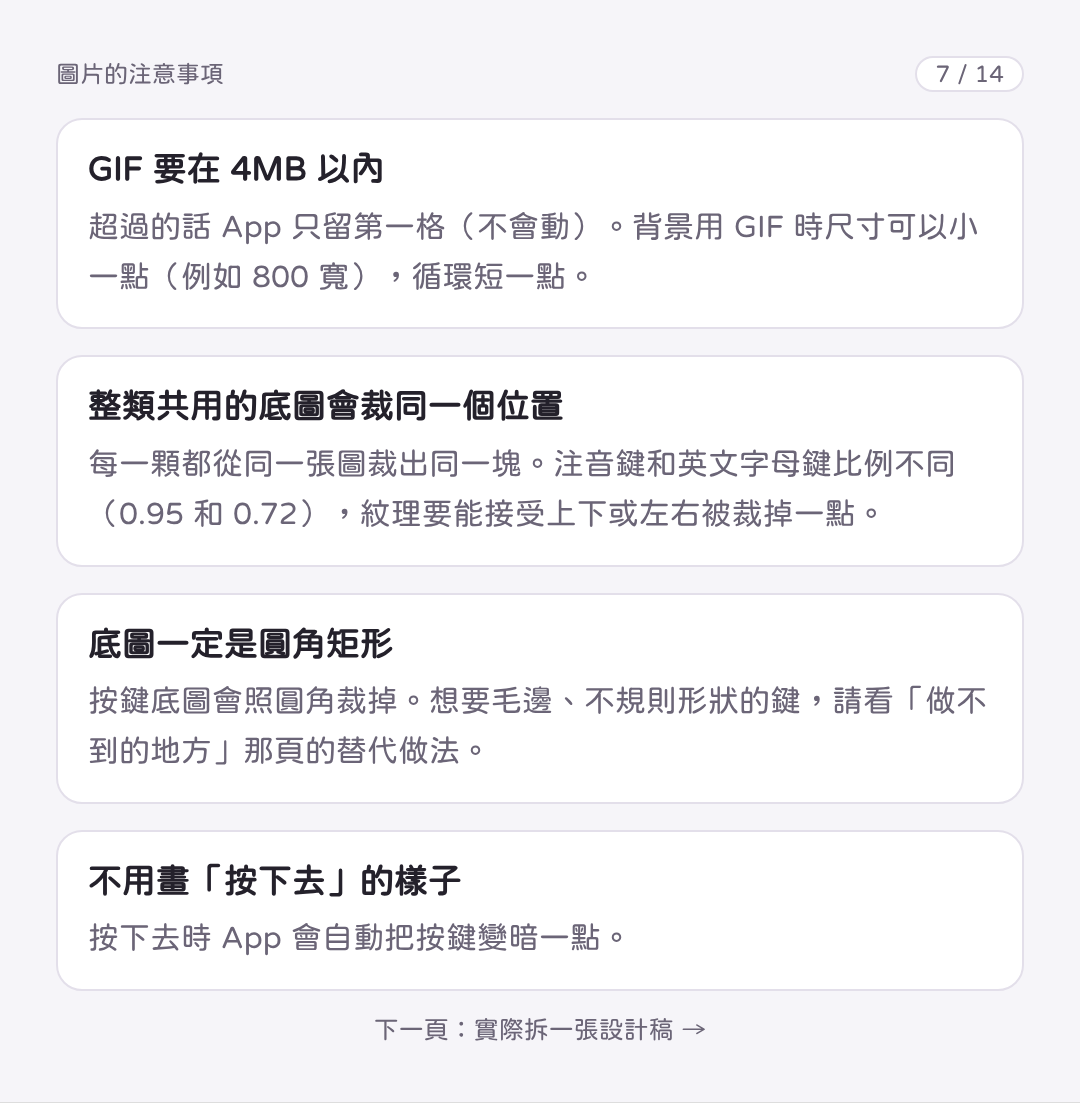 圖片的注意事項
7 / 14
GIF 要在 4MB 以內
超過的話 App 只留第一格（不會動）。背景用 GIF 時尺寸可以小
一點（例如 800 寬），循環短一點。
整類共用的底圖會裁同一個位置
每一顆都從同一張圖裁出同一塊。注音鍵和英文字母鍵比例不同
（0.95 和 0.72），紋理要能接受上下或左右被裁掉一點。
底圖一定是圓角矩形
按鍵底圖會照圓角裁掉。想要毛邊、不規則形狀的鍵，請看「做不
到的地方」那頁的替代做法。
不用畫「按下去」的樣子
按下去時 App 會自動把按鍵變暗一點。
下一頁：實際拆一張設計稿 →